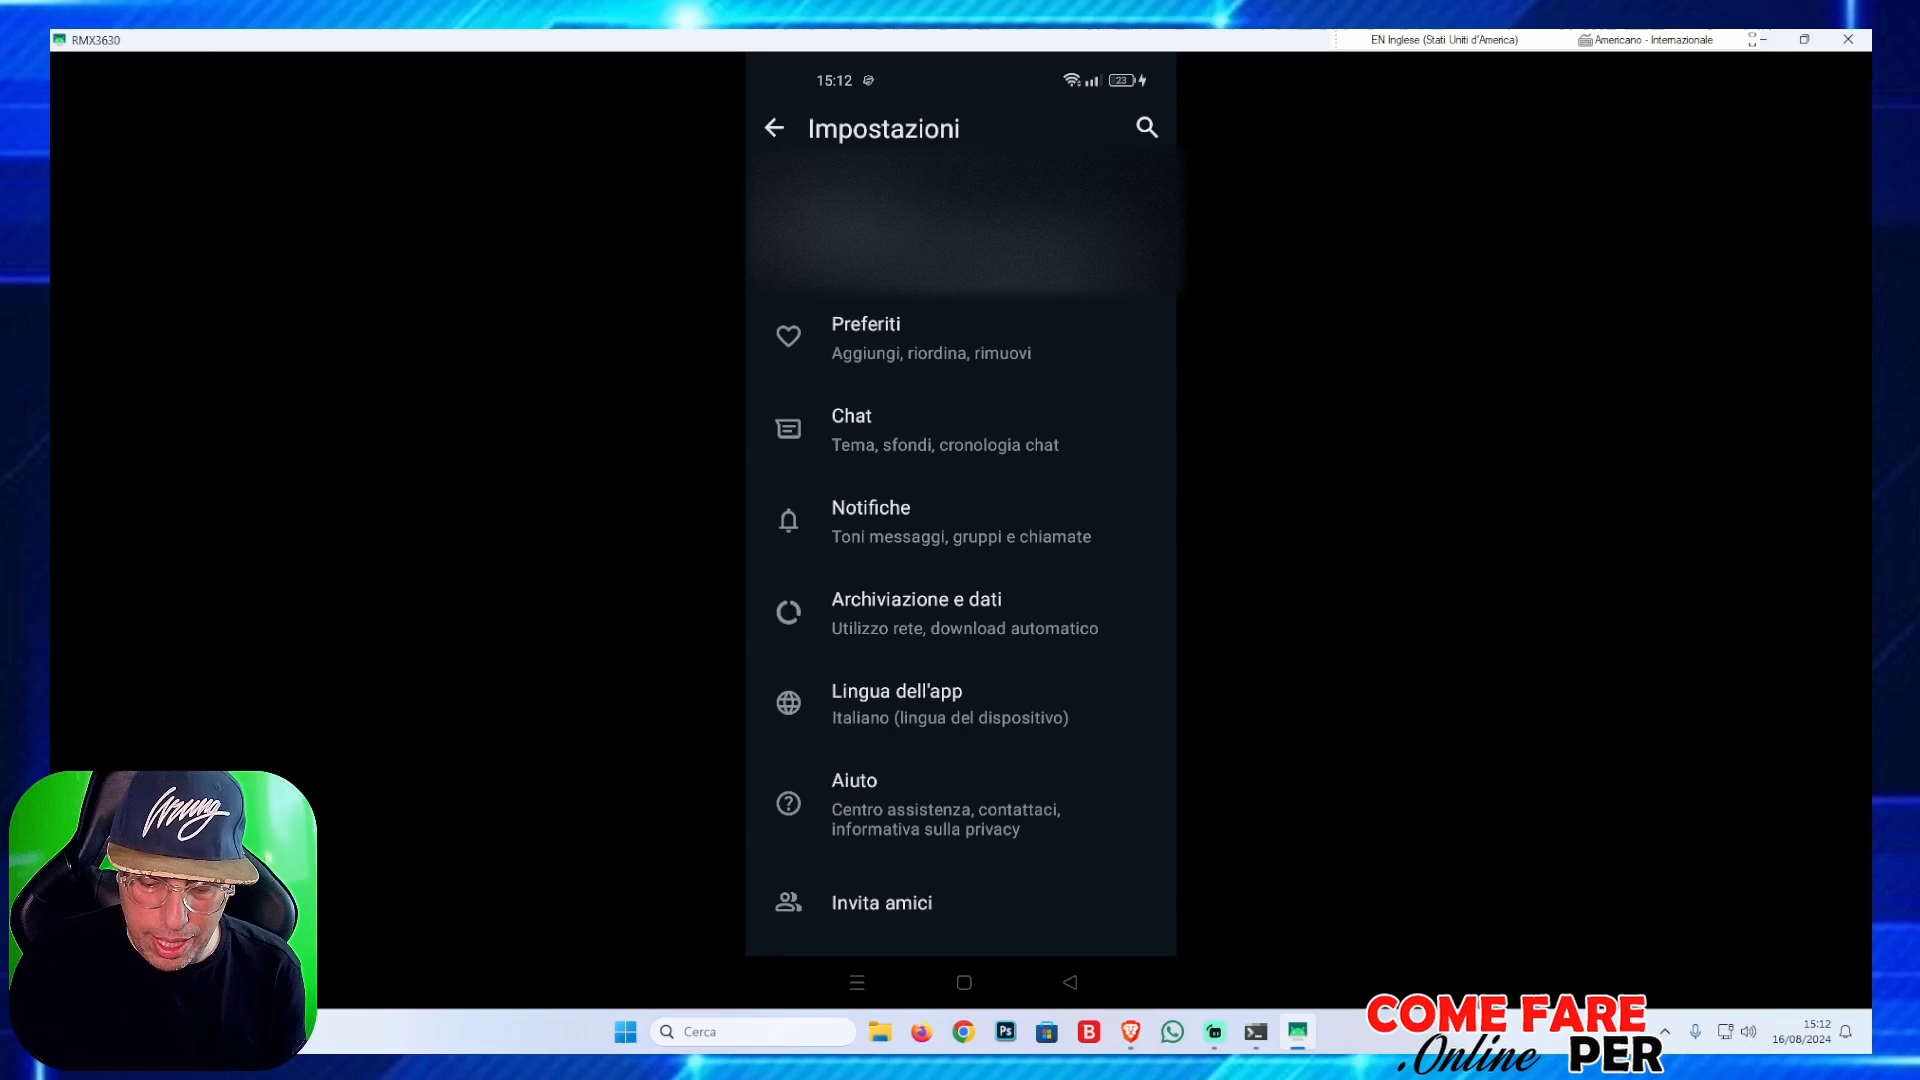 RMX3630
EN Inglese (Stati Uniti d'America)
Americano - Internazionale
15:12
23
Impostazioni
Preferiti
Aggiungi, riordina, rimuovi
Chat
Tema, sfondi, cronologia chat
Notifiche
Toni messaggi, gruppi e chiamate
Archiviazione e dati
Utilizzo rete, download automatico
Lingua dell'app
Italiano (lingua del dispositivo)
Aiuto
Centro assistenza, contattaci,
informativa sulla privacy
Invita amici
Cerca
Ps
B
15:12
16/08/2024
COME FARE
.Online PER